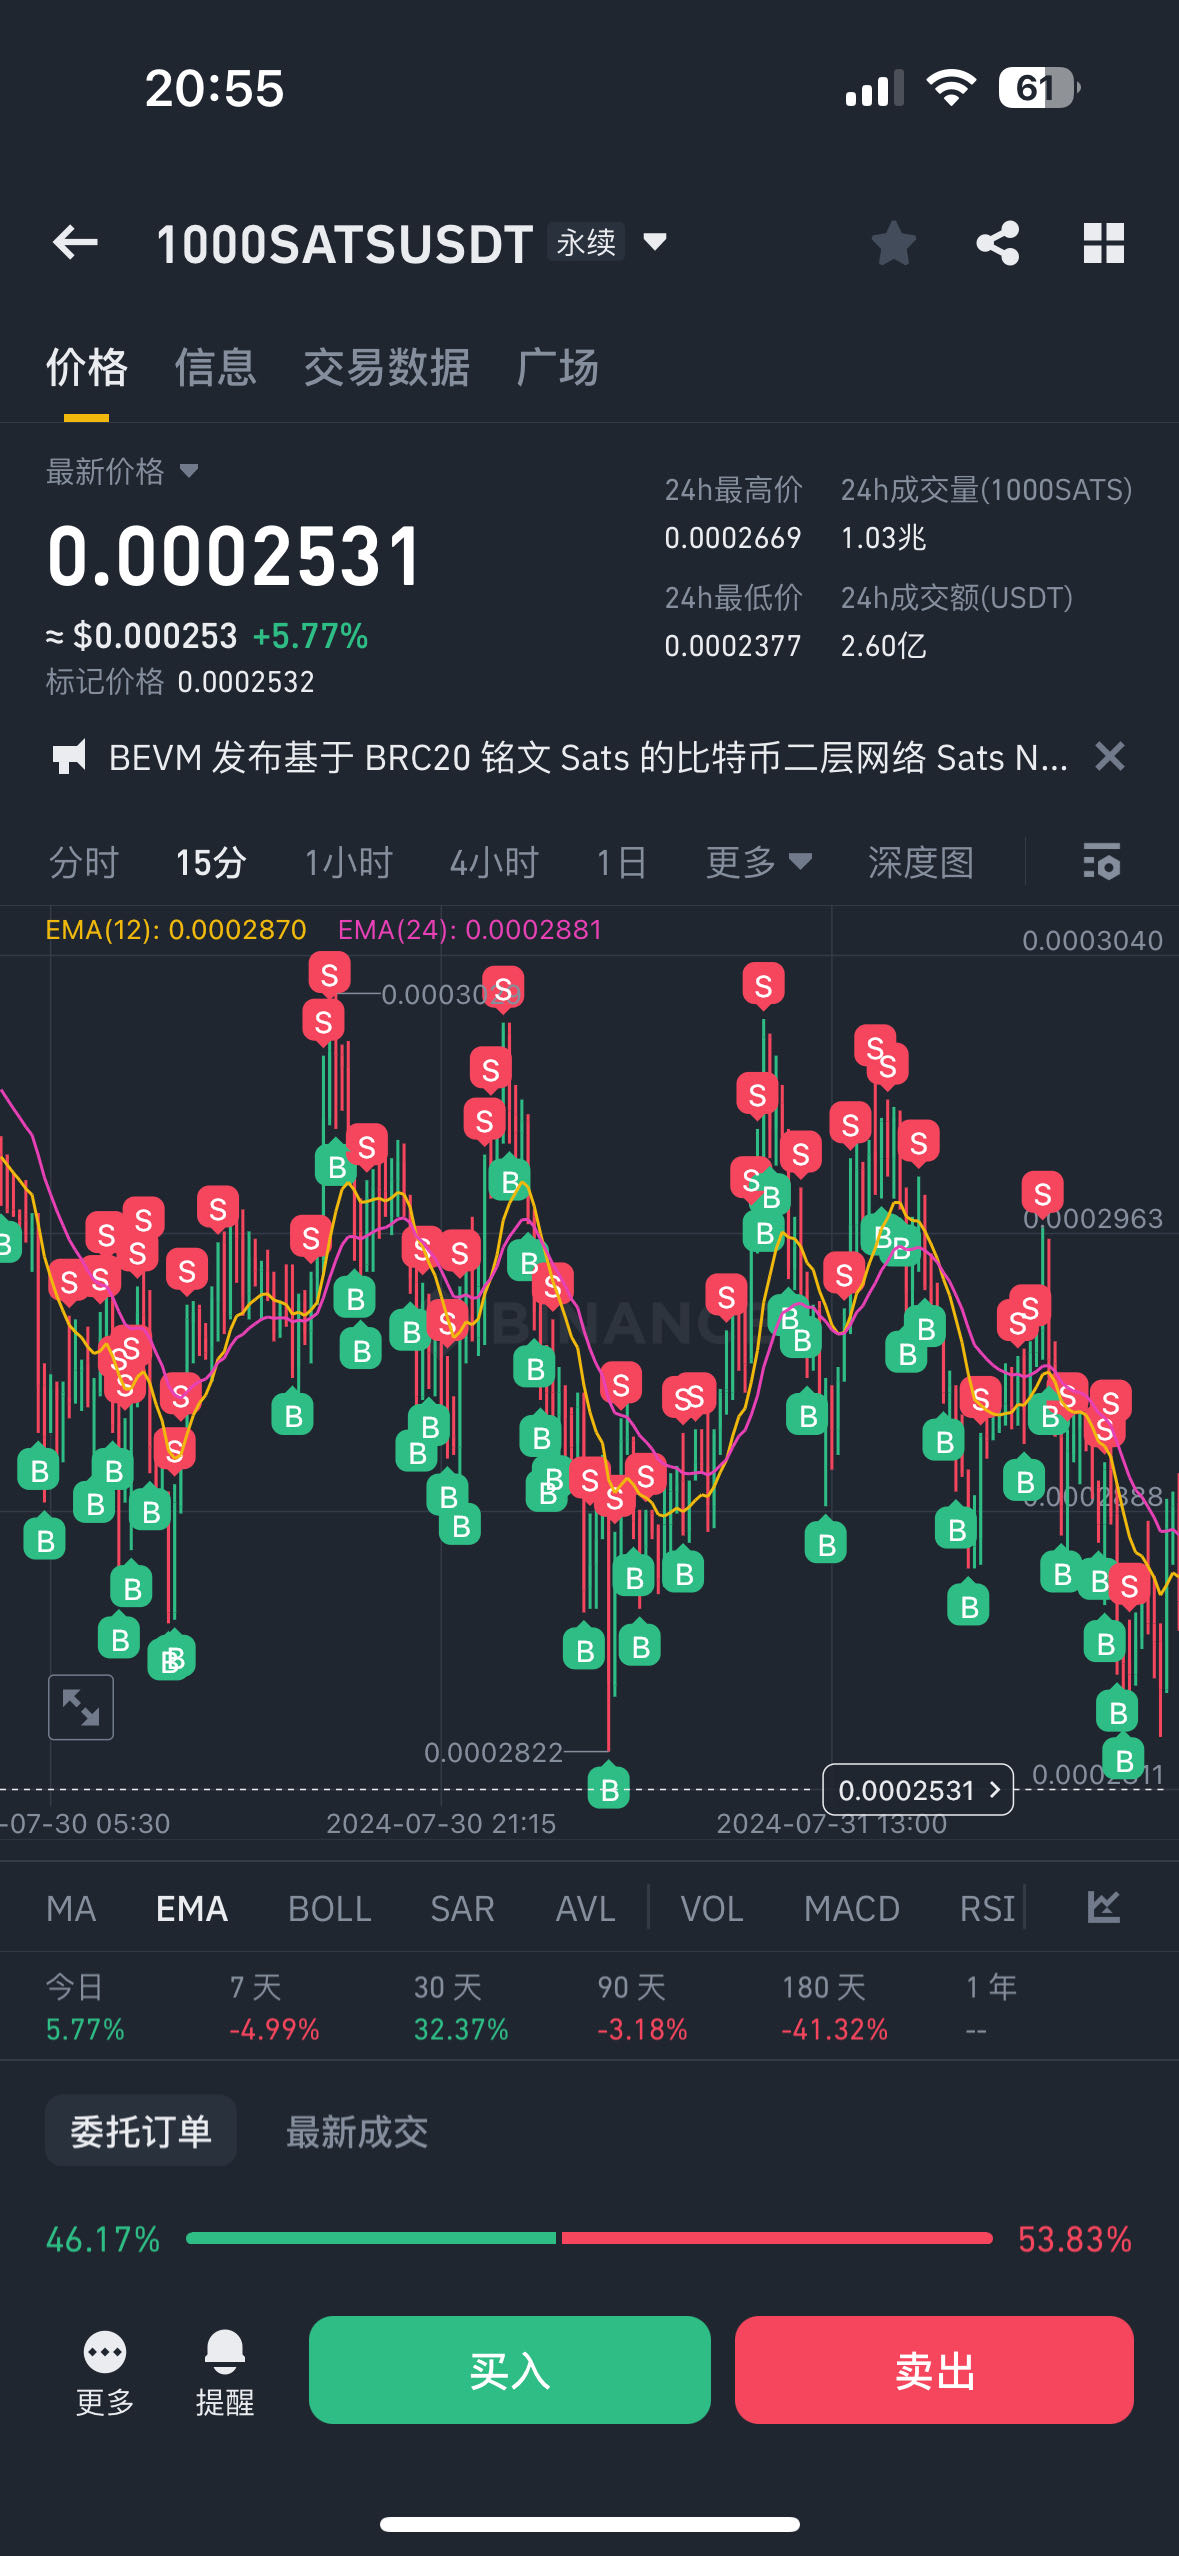 20:55
61
1000SATSUSDT 永续
价格 信息 交易数据 广场
最新价格
0.0002531
≈ $0.000253 +5.77%
标记价格 0.0002532
24h最高价 24h成交量(1000SATS)
0.0002669 1.03兆
24h最低价 24h成交额(USDT)
0.0002377 2.60亿
BEVM 发布基于 BRC20 铭文 Sats 的比特币二层网络 Sats N...
分时 15分 1小时 4小时 1日 更多 深度图
EMA(12): 0.0002870 EMA(24): 0.0002881
0.0003040
0.0003029
0.0002963
BINANCE
0.0002888
0.0002822
0.0002811
0.0002531
-07-30 05:30 2024-07-30 21:15 2024-07-31 13:00
MA EMA BOLL SAR AVL VOL MACD RSI
今日 7 天 30 天 90 天 180 天 1 年
5.77% -4.99% 32.37% -3.18% -41.32% --
委托订单 最新成交
46.17% 53.83%
更多 提醒 买入 卖出